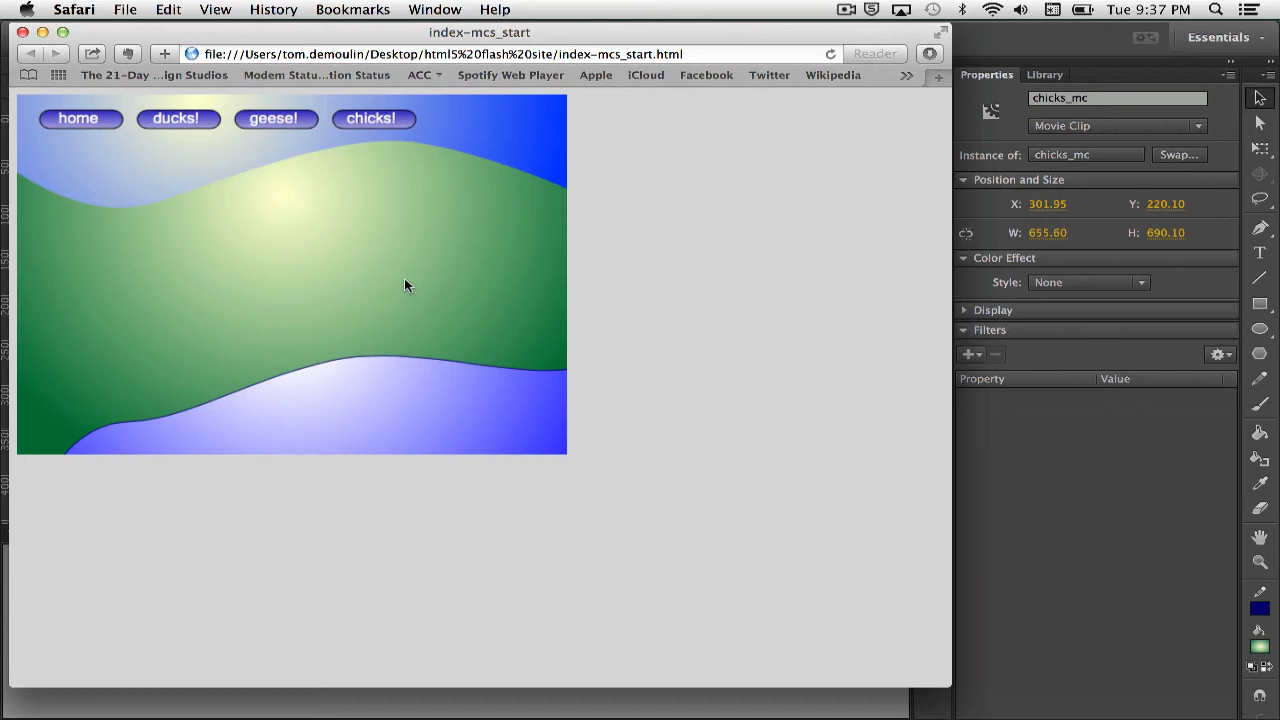 Safari File Edit View History Bookmarks Window Help Tue 9:37 PM
index-mcs_start
file:///Users/tom.demoulin/Desktop/html5%20flash%20site/index-mcs_start.html Reader
The 21-Day ...ign Studios Modem Statu...tion Status ACC Spotify Web Player Apple iCloud Facebook Twitter Wikipedia
home ducks! geese! chicks!
Essentials
Properties Library
chicks_mc
Movie Clip
Instance of: chicks_mc Swap...
Position and Size
X: 301.95 Y: 220.10
W: 655.60 H: 690.10
Color Effect
Style: None
Display
Filters
Property Value